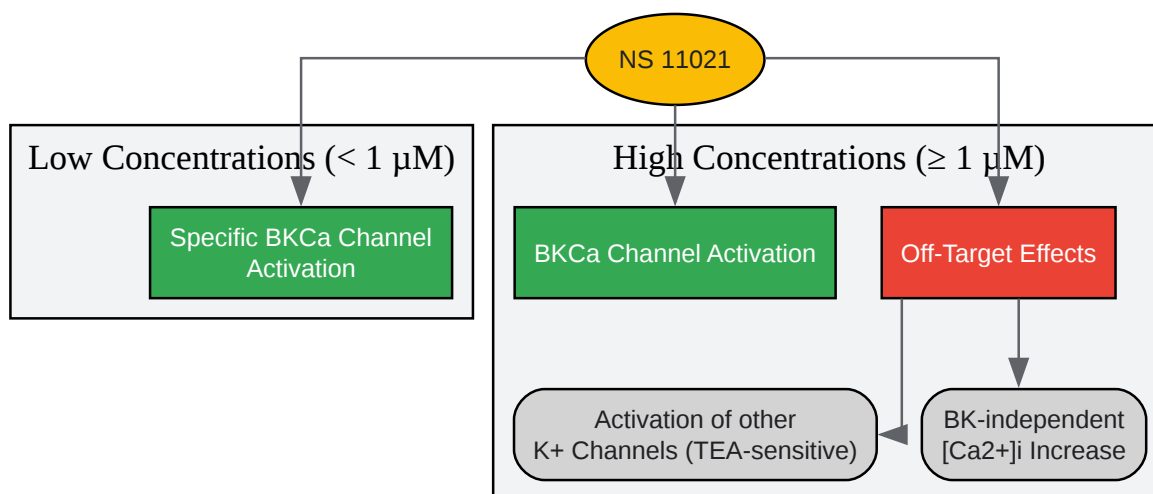 NS 11021
Low Concentrations (< 1 µM)
High Concentrations (≥ 1 µM)
Specific BKCa Channel
Activation
BKCa Channel Activation
Off-Target Effects
Activation of other
K+ Channels (TEA-sensitive)
BK-independent
[Ca2+]i Increase